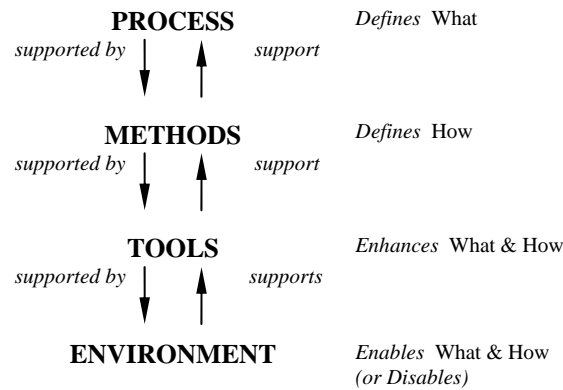 PROCESS Defines What
supported by support
METHODS Defines How
supported by support
TOOLS Enhances What & How
supported by supports
ENVIRONMENT Enables What & How
(or Disables)